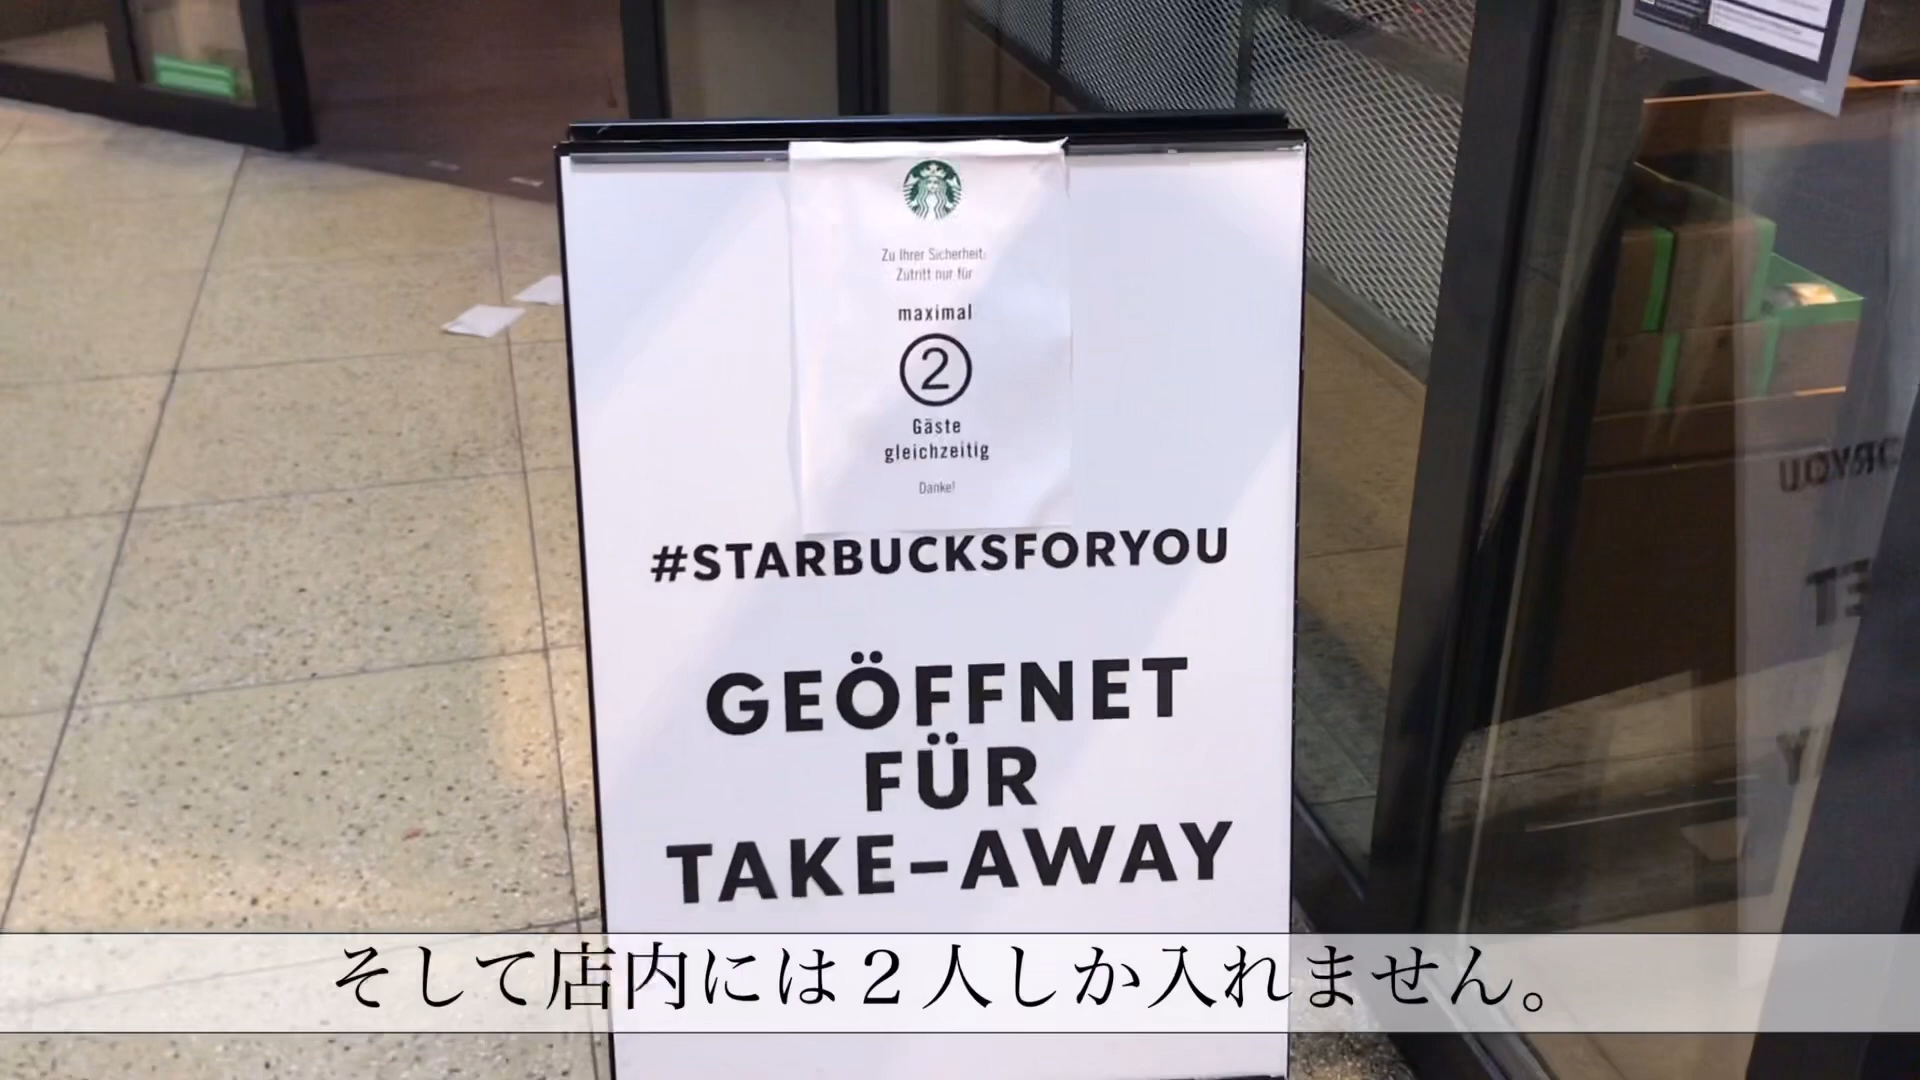 Zu Ihrer Sicherheit:
Zutritt nur für
maximal
2
Gäste
gleichzeitig
Danke!
#STARBUCKSFORYOU
GEÖFFNET
FÜR
TAKE-AWAY
そして店内には２人しか入れません。